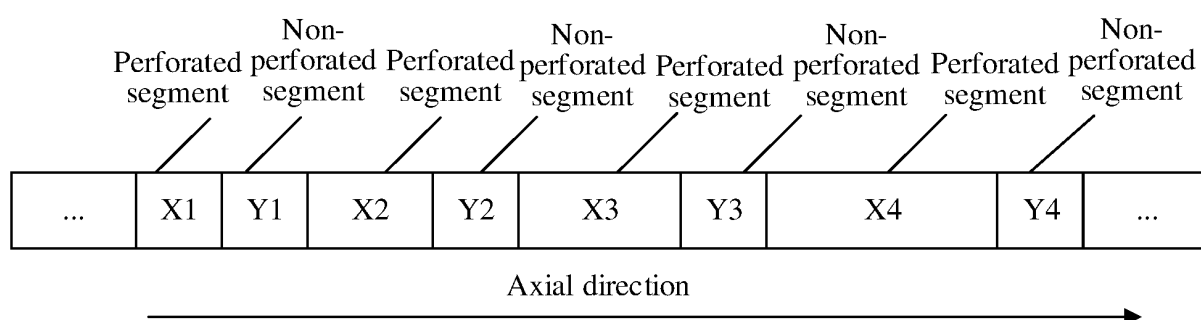 Perforated
segment
Non-
perforated
segment
Perforated
segment
Non-
perforated
segment
Perforated
segment
Non-
perforated
segment
Perforated
segment
Non-
perforated
segment
... X1 Y1 X2 Y2 X3 Y3 X4 Y4 ...
Axial direction